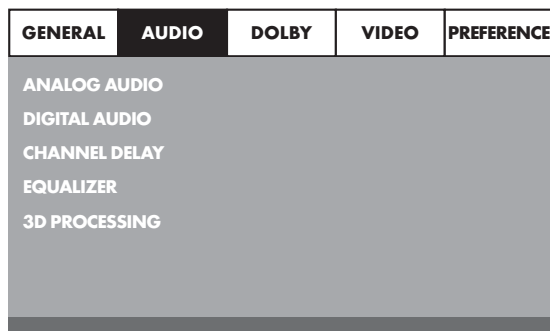 GENERAL AUDIO DOLBY VIDEO PREFERENCE
ANALOG AUDIO
DIGITAL AUDIO
CHANNEL DELAY
EQUALIZER
3D PROCESSING